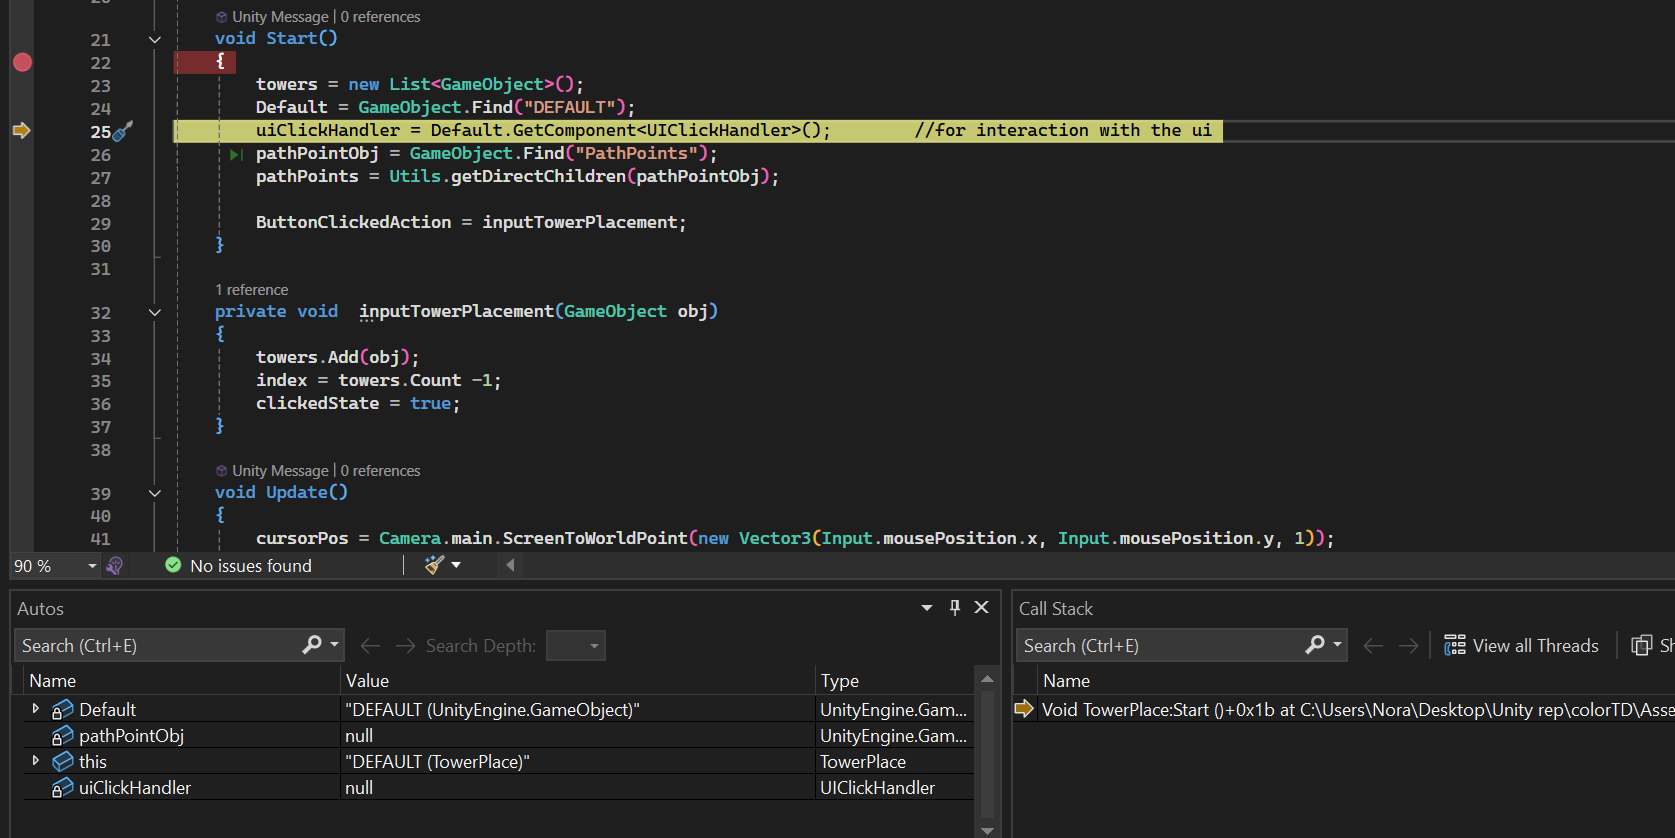 Unity Message | 0 references
21 void Start()
22 {
23 towers = new List<GameObject>();
24 Default = GameObject.Find("DEFAULT");
25 uiClickHandler = Default.GetComponent<UIClickHandler>(); //for interaction with the ui
26 pathPointObj = GameObject.Find("PathPoints");
27 pathPoints = Utils.getDirectChildren(pathPointObj);
28
29 ButtonClickedAction = inputTowerPlacement;
30 }
31
1 reference
32 private void inputTowerPlacement(GameObject obj)
33 {
34 towers.Add(obj);
35 index = towers.Count -1;
36 clickedState = true;
37 }
38
Unity Message | 0 references
39 void Update()
40 {
41 cursorPos = Camera.main.ScreenToWorldPoint(new Vector3(Input.mousePosition.x, Input.mousePosition.y, 1));
90 % No issues found
Autos
Search (Ctrl+E) Search Depth:
Name Value Type
Default "DEFAULT (UnityEngine.GameObject)" UnityEngine.Gam...
pathPointObj null UnityEngine.Gam...
this "DEFAULT (TowerPlace)" TowerPlace
uiClickHandler null UIClickHandler
Call Stack
Search (Ctrl+E) View all Threads Sh
Name
Void TowerPlace:Start ()+0x1b at C:\Users\Nora\Desktop\Unity rep\colorTD\Asse